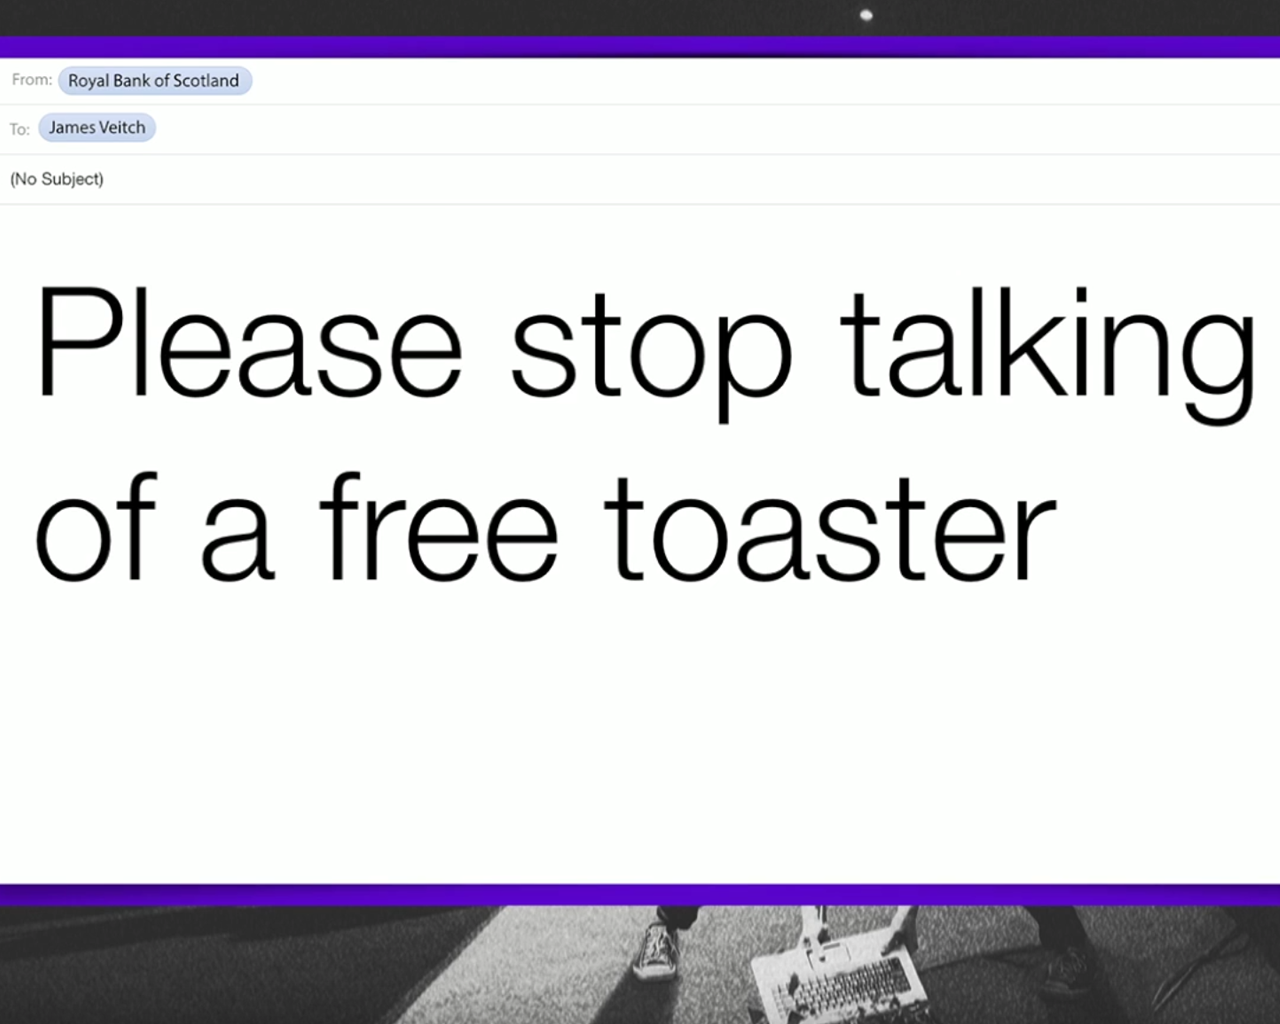 From: Royal Bank of Scotland
To: James Veitch
(No Subject)
Please stop talking
of a free toaster